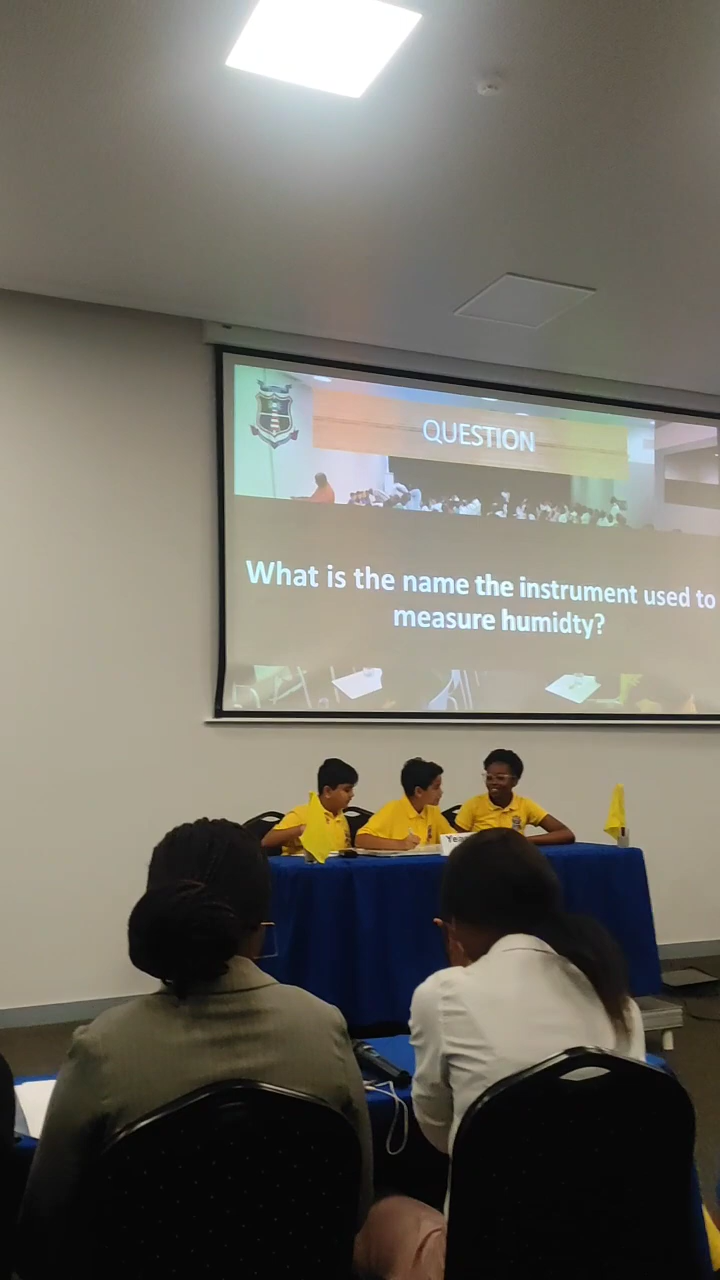 QUESTION
What is the name the instrument used to
measure humidty?